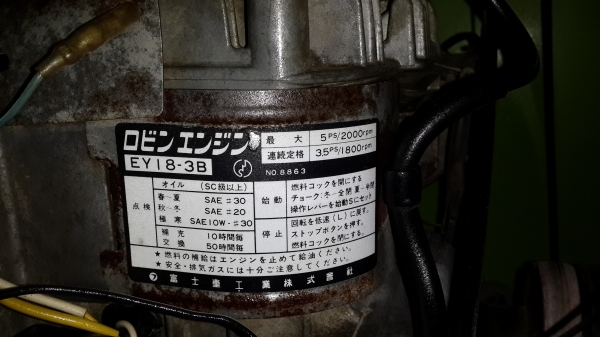 ロビンエンジン
EY18-3B
最大 5PS/2000rpm
連続定格 3.5PS/1800rpm
NO.8863
点検
オイル (SC級以上)
春―夏 SAE #30
秋―冬 SAE #20
極寒 SAE10W-#30
補充 10時間毎
交換 50時間毎
始動
燃料コックを開にする
チョーク:冬―全閉 夏―半開
操作レバーを始動Sにセット
停止
回転を低速(L)に戻す。
ストップボタンを押す。
燃料コックを閉にする。
★燃料の補給はエンジンを止めて給油ください。
★安全・排気ガスには十分ご注意してください。
富士重工業株式會社